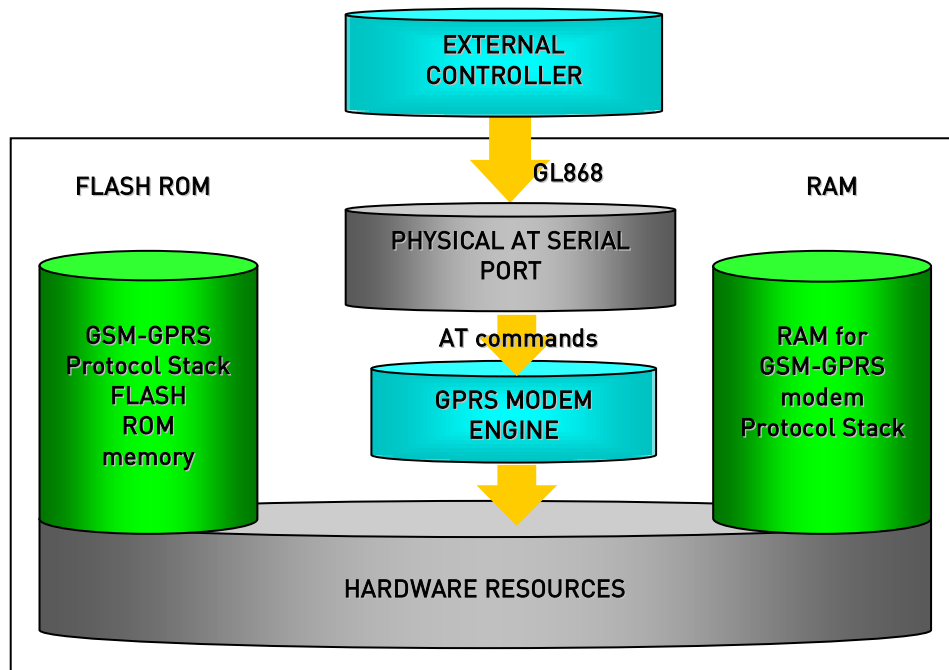 EXTERNAL
CONTROLLER
GL868
FLASH ROM
RAM
PHYSICAL AT SERIAL
PORT
GSM-GPRS
Protocol Stack
FLASH
ROM
memory
AT commands
RAM for
GSM-GPRS
modem
Protocol Stack
GPRS MODEM
ENGINE
HARDWARE RESOURCES